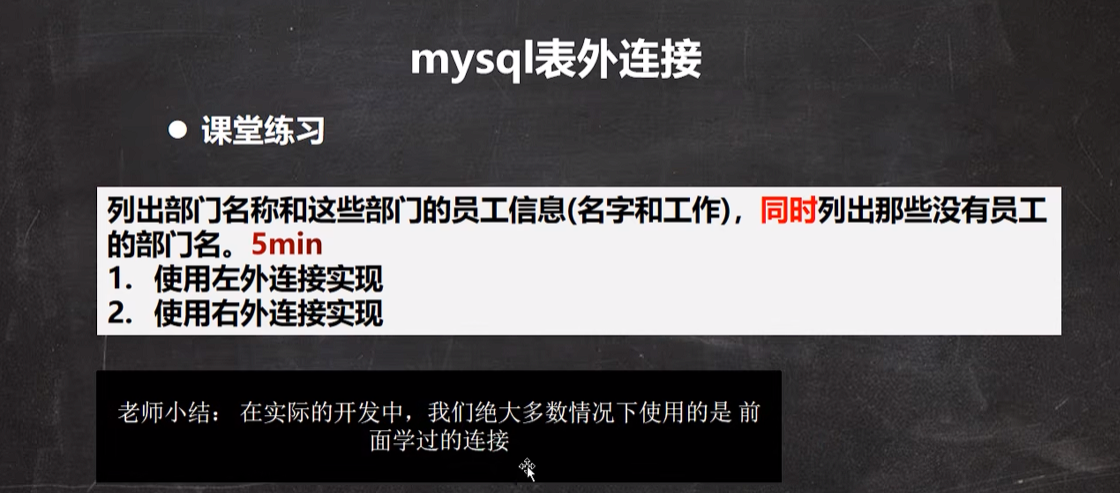 mysql表外连接
● 课堂练习
列出部门名称和这些部门的员工信息(名字和工作)，同时列出那些没有员工
的部门名。5min
1. 使用左外连接实现
2. 使用右外连接实现
老师小结： 在实际的开发中，我们绝大多数情况下使用的是 前
面学过的连接